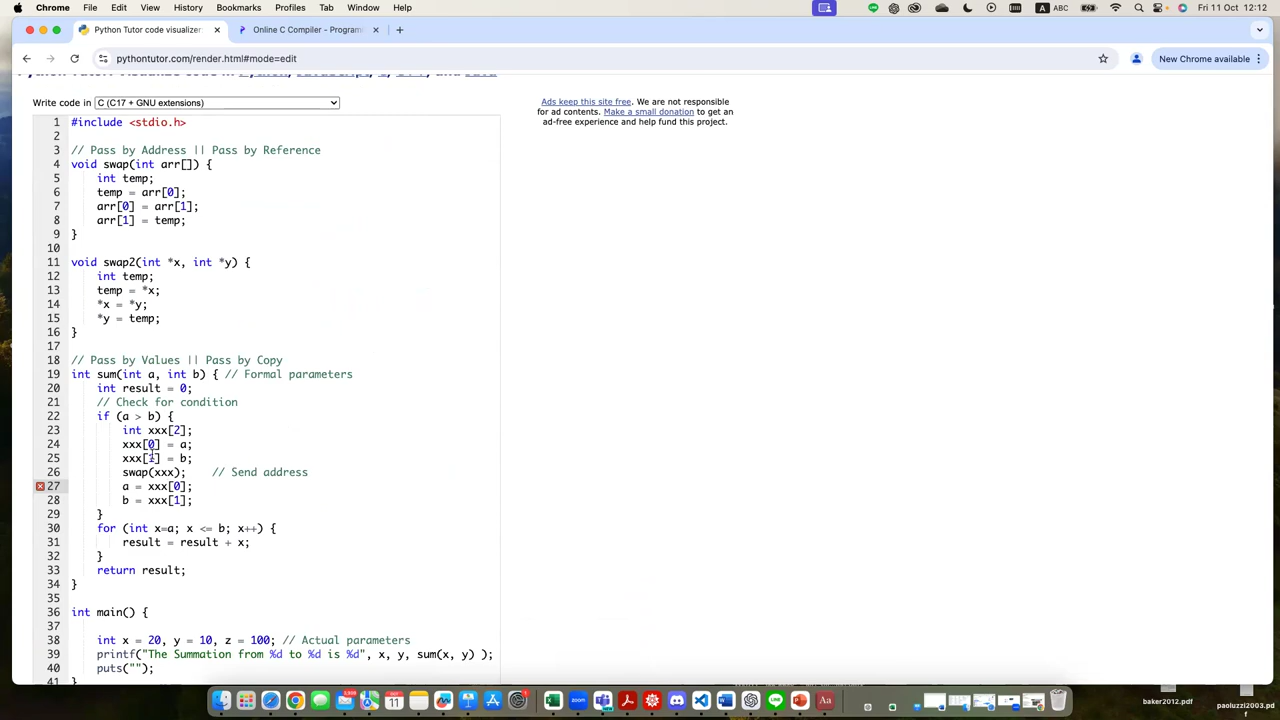 Chrome File Edit View History Bookmarks Profiles Tab Window Help
ABC Fri 11 Oct 12:12
Python Tutor code visualizer
Online C Compiler - Program
pythontutor.com/render.html#mode=edit
New Chrome available
Write code in C (C17 + GNU extensions)
Ads keep this site free. We are not responsible
for ad contents. Make a small donation to get an
ad-free experience and help fund this project.
1 #include <stdio.h>
2
3 // Pass by Address || Pass by Reference
4 void swap(int arr[]) {
5 int temp;
6 temp = arr[0];
7 arr[0] = arr[1];
8 arr[1] = temp;
9 }
10
11 void swap2(int *x, int *y) {
12 int temp;
13 temp = *x;
14 *x = *y;
15 *y = temp;
16 }
17
18 // Pass by Values || Pass by Copy
19 int sum(int a, int b) { // Formal parameters
20 int result = 0;
21 // Check for condition
22 if (a > b) {
23 int xxx[2];
24 xxx[0] = a;
25 xxx[1] = b;
26 swap(xxx); // Send address
27 a = xxx[0];
28 b = xxx[1];
29 }
30 for (int x=a; x <= b; x++) {
31 result = result + x;
32 }
33 return result;
34 }
35
36 int main() {
37
38 int x = 20, y = 10, z = 100; // Actual parameters
39 printf("The Summation from %d to %d is %d", x, y, sum(x, y) );
40 puts("");
41 }
baker2012.pdf
paoluzzi2003.pd
f